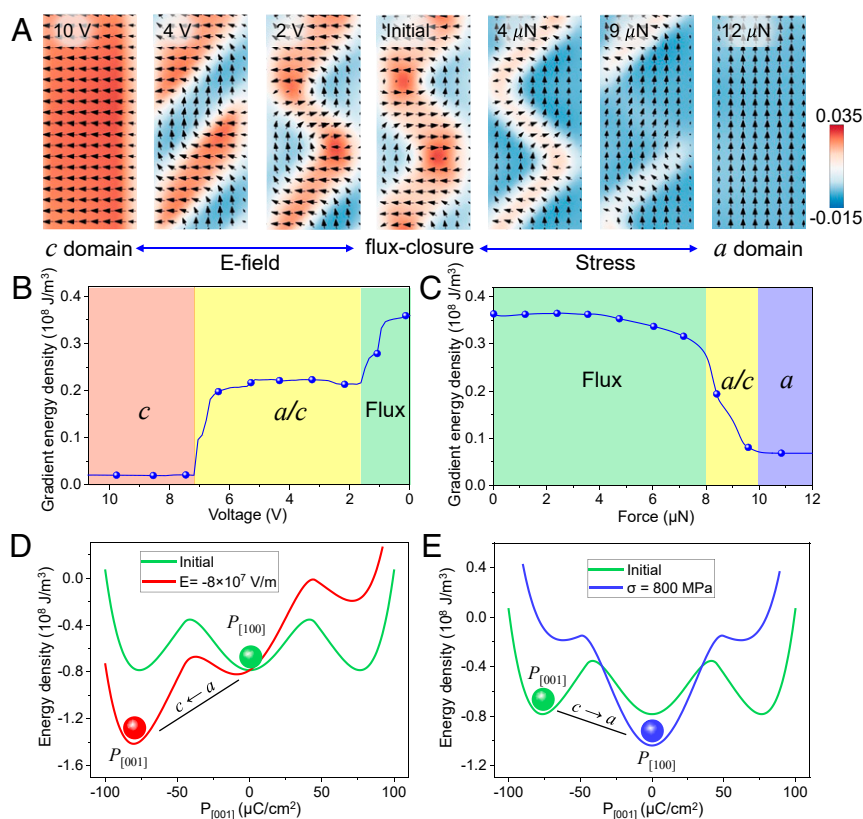 A
10 V 4 V 2 V Initial 4 μN 9 μN 12 μN
0.035
-0.015
c domain flux-closure a domain
E-field Stress
B
Gradient energy density (10⁸ J/m³)
0.4
0.3
0.2
0.1
0.0
c a/c Flux
10 8 6 4 2 0
Voltage (V)
C
Gradient energy density (10⁸ J/m³)
0.4
0.3
0.2
0.1
0.0
Flux a/c a
0 2 4 6 8 10 12
Force (μN)
D
Energy density (10⁸ J/m³)
0.0
-0.4
-0.8
-1.2
-1.6
Initial
E= -8×10⁷ V/m
P[100]
c ← a
P[001]
-100 -50 0 50 100
P[001] (μC/cm²)
E
Energy density (10⁸ J/m³)
0.4
0.0
-0.4
-0.8
-1.2
Initial
σ = 800 MPa
P[001]
c → a
P[100]
-100 -50 0 50 100
P[001] (μC/cm²)